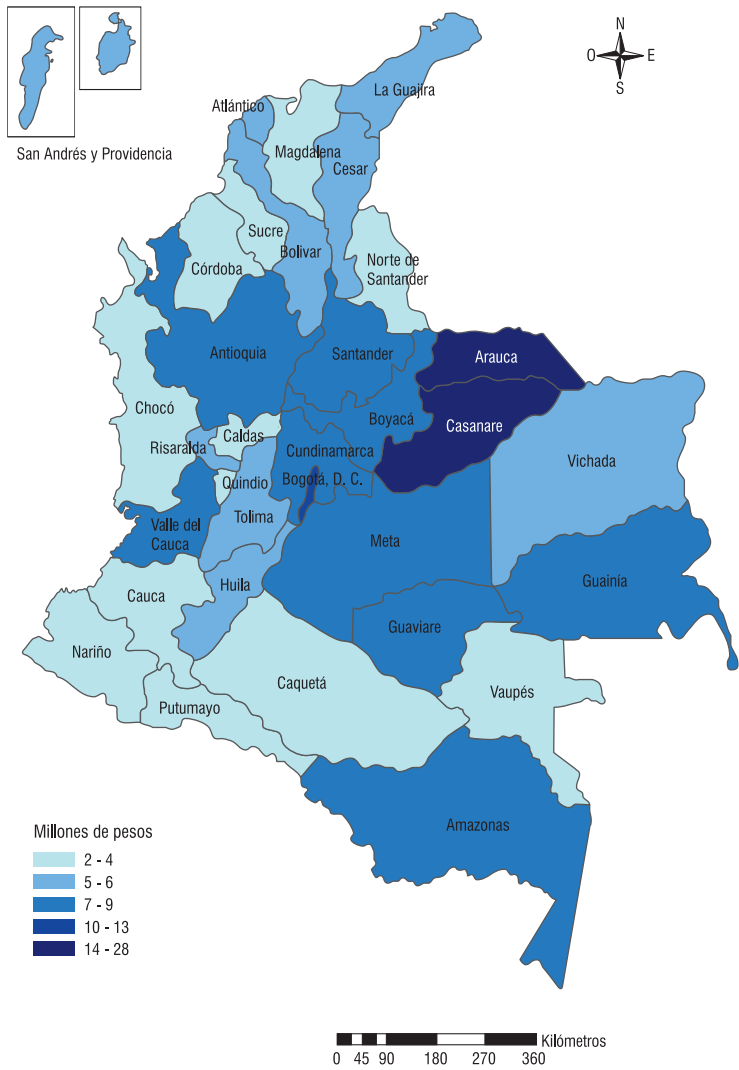 N
O
E
S
San Andrés y Providencia
La Guajira
Atlántico
Magdalena
Cesar
Sucre
Bolivar
Norte de
Santander
Córdoba
Antioquia
Santander
Arauca
Chocó
Boyacá
Casanare
Caldas
Risaralda
Cundinamarca
Vichada
Quindio
Bogotá, D. C.
Tolima
Valle del
Cauca
Meta
Guainía
Huila
Cauca
Guaviare
Nariño
Caquetá
Vaupés
Putumayo
Amazonas
Millones de pesos
2 - 4
5 - 6
7 - 9
10 - 13
14 - 28
Kilómetros
0 45 90 180 270 360